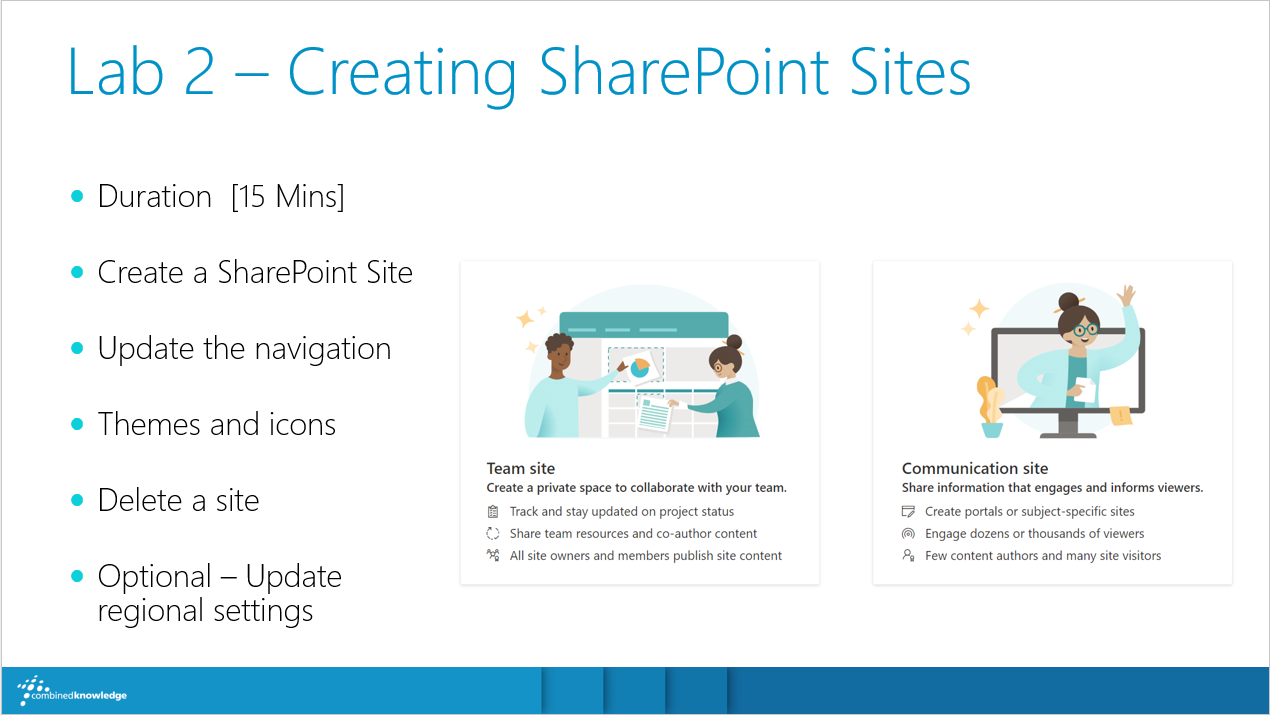 Lab 2 – Creating SharePoint Sites
Duration [15 Mins]
Create a SharePoint Site
Update the navigation
Themes and icons
Delete a site
Optional – Update
regional settings
Team site
Create a private space to collaborate with your team.
Track and stay updated on project status
Share team resources and co-author content
All site owners and members publish site content
Communication site
Share information that engages and informs viewers.
Create portals or subject-specific sites
Engage dozens or thousands of viewers
Few content authors and many site visitors
combinedknowledge